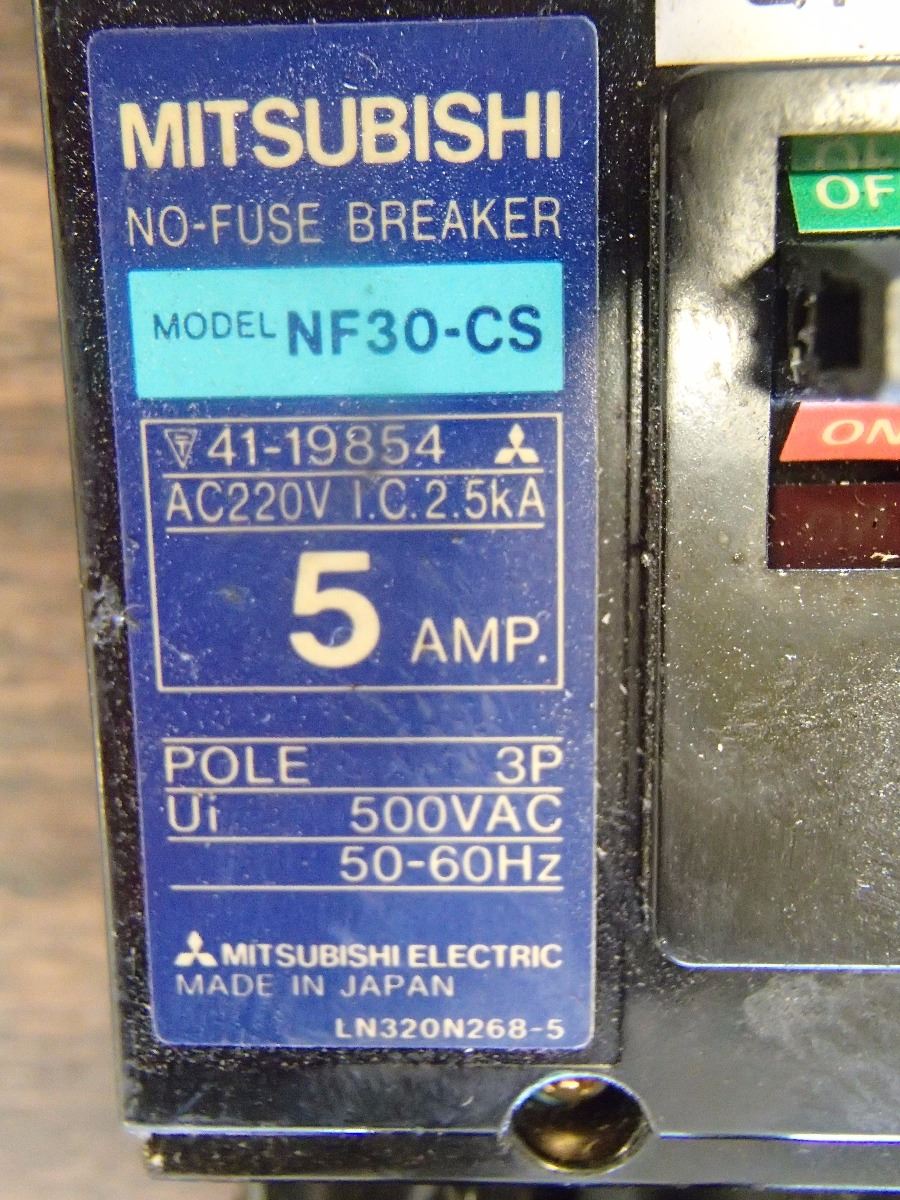 MITSUBISHI
NO-FUSE BREAKER
MODEL NF30-CS
41-19854
AC220V I.C. 2.5kA
5 AMP.
POLE 3P
Ui 500VAC
50-60Hz
MITSUBISHI ELECTRIC
MADE IN JAPAN
LN320N268-5
OF
ON